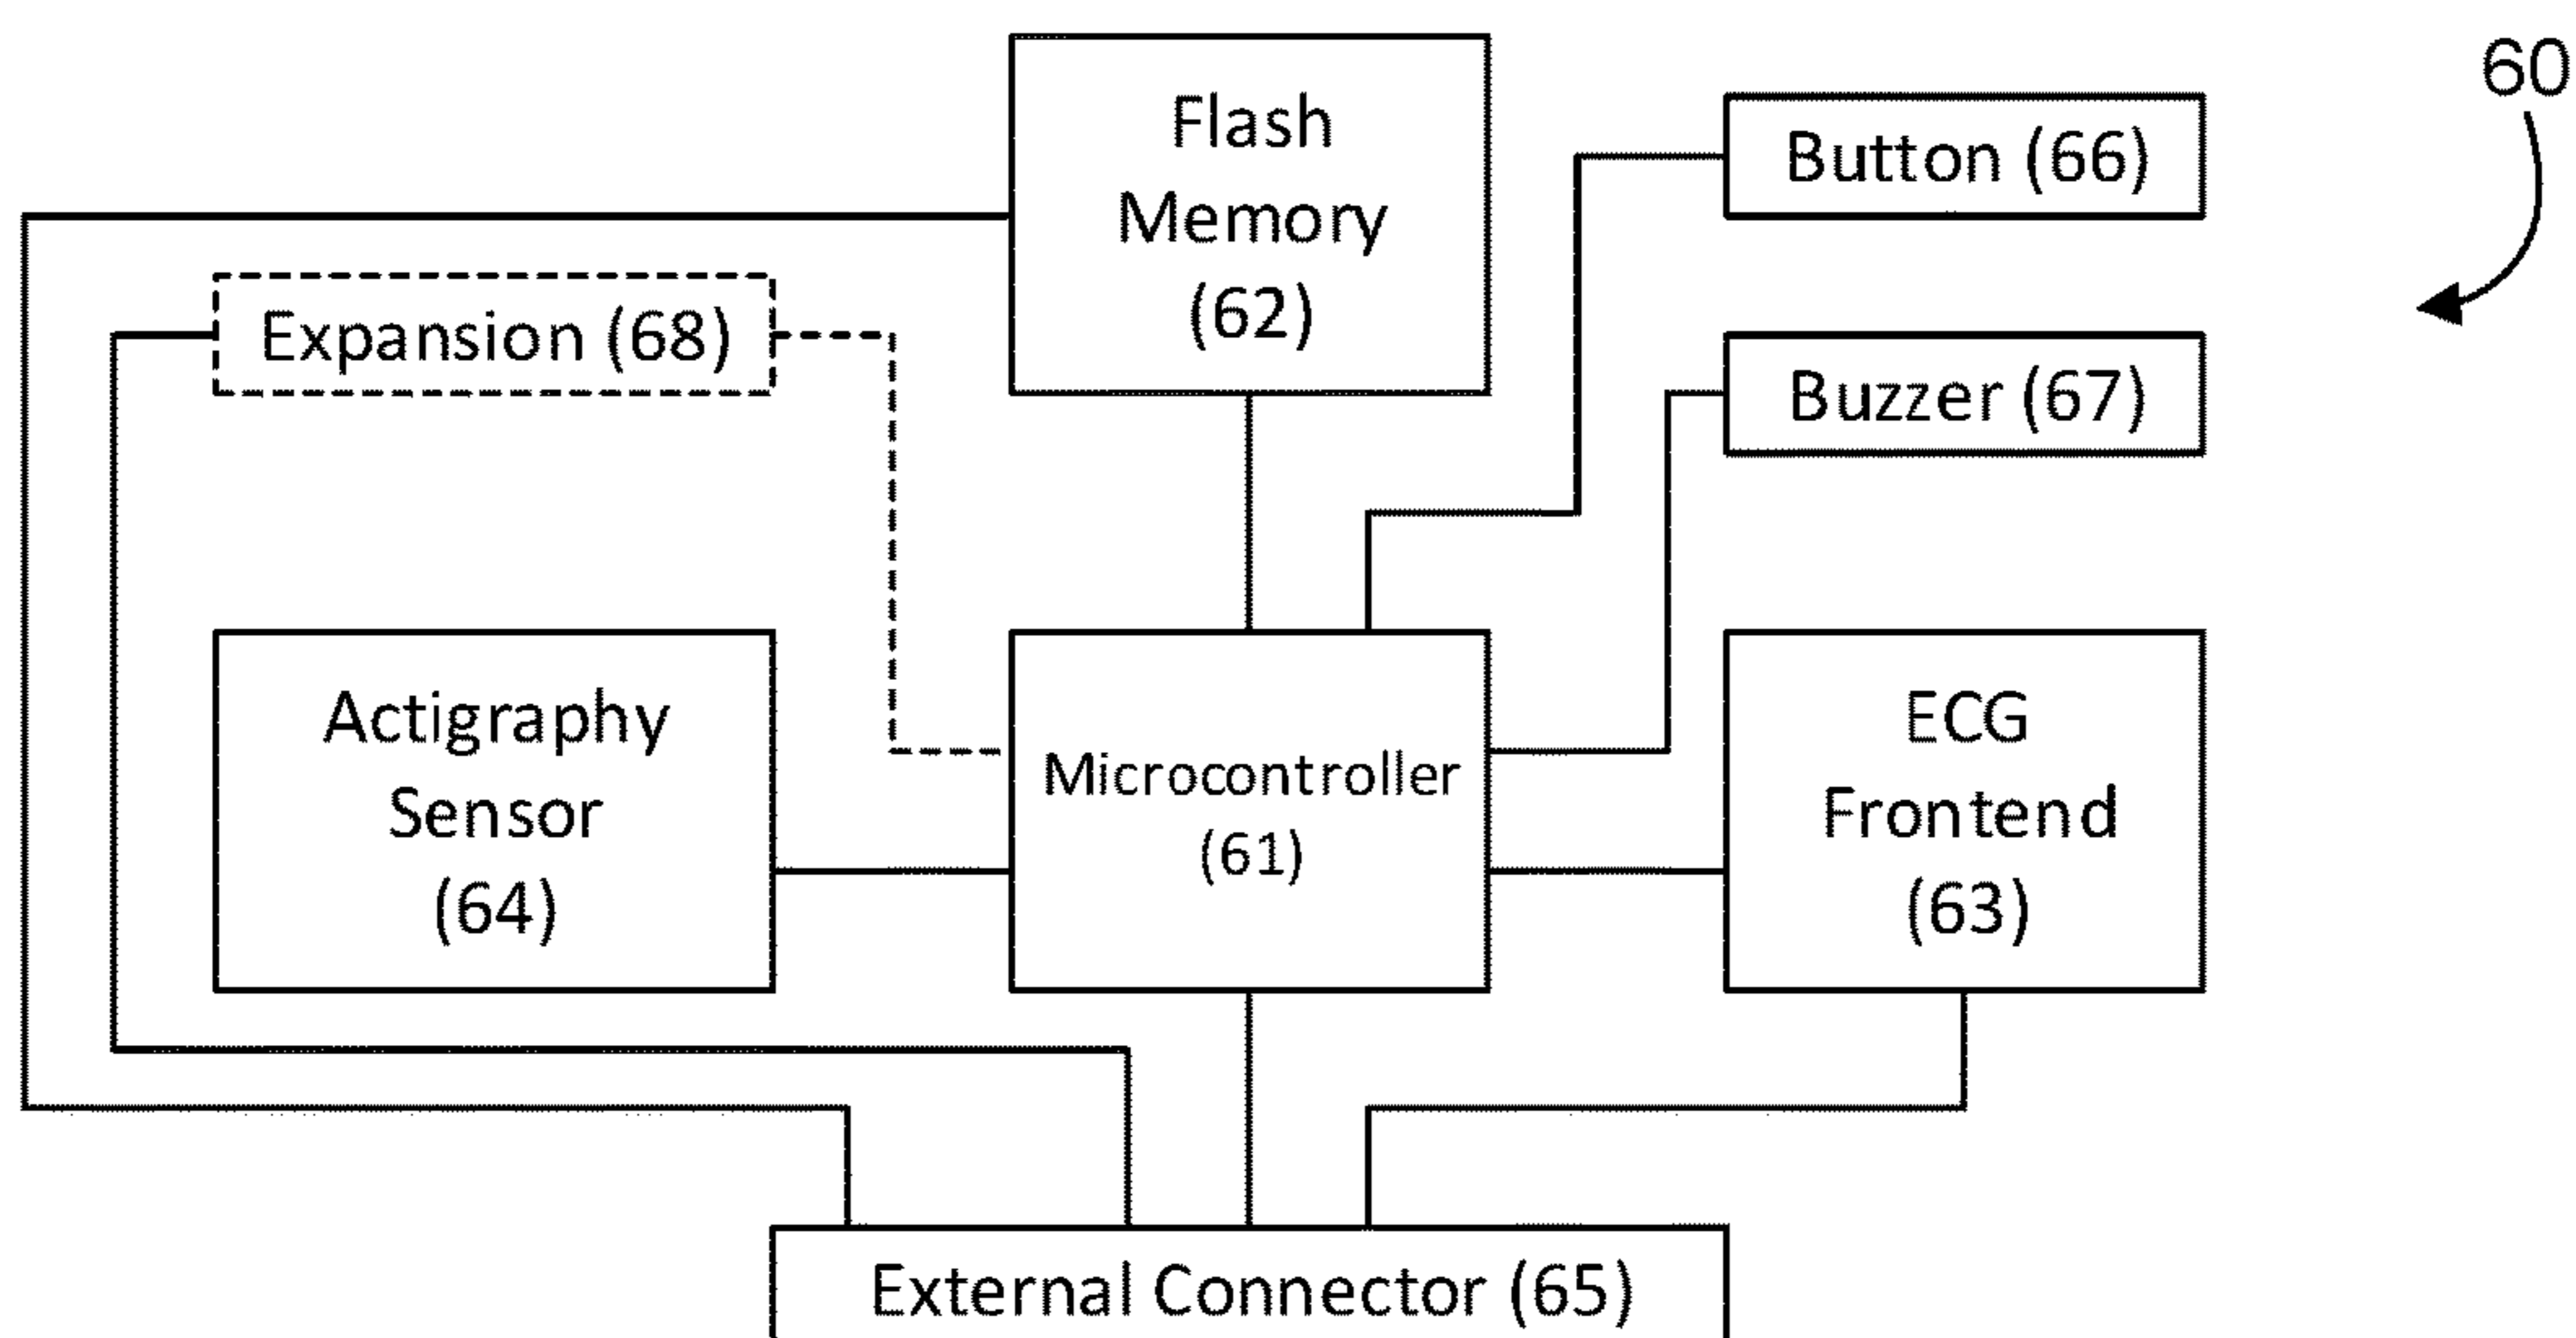 60
Flash
Memory
(62)
Button (66)
Expansion (68)
Buzzer (67)
Actigraphy
Sensor
(64)
Microcontroller
(61)
ECG
Frontend
(63)
External Connector (65)